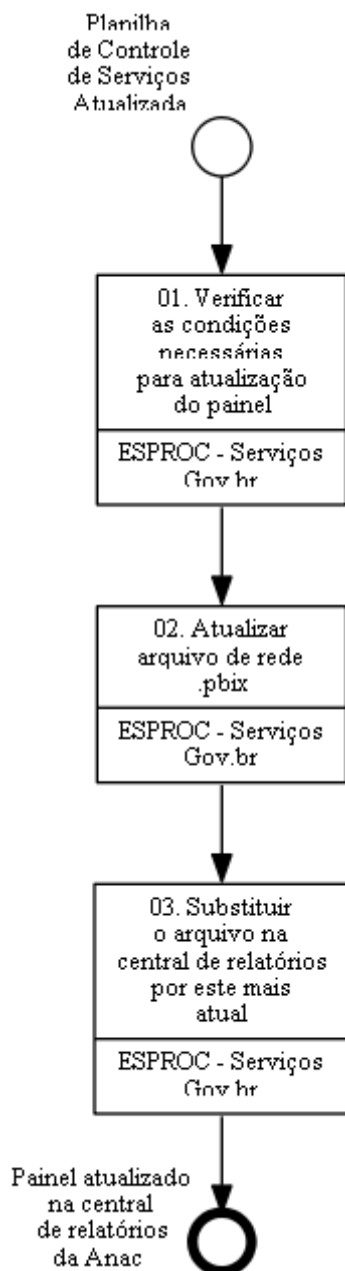 Planilha
de Controle
de Serviços
Atualizada
01. Verificar
as condições
necessárias
para atualização
do painel
ESPROC - Serviços
Gov.br
02. Atualizar
arquivo de rede
.pbix
ESPROC - Serviços
Gov.br
03. Substituir
o arquivo na
central de relatórios
por este mais
atual
ESPROC - Serviços
Gov.br
Painel atualizado
na central
de relatórios
da Anac